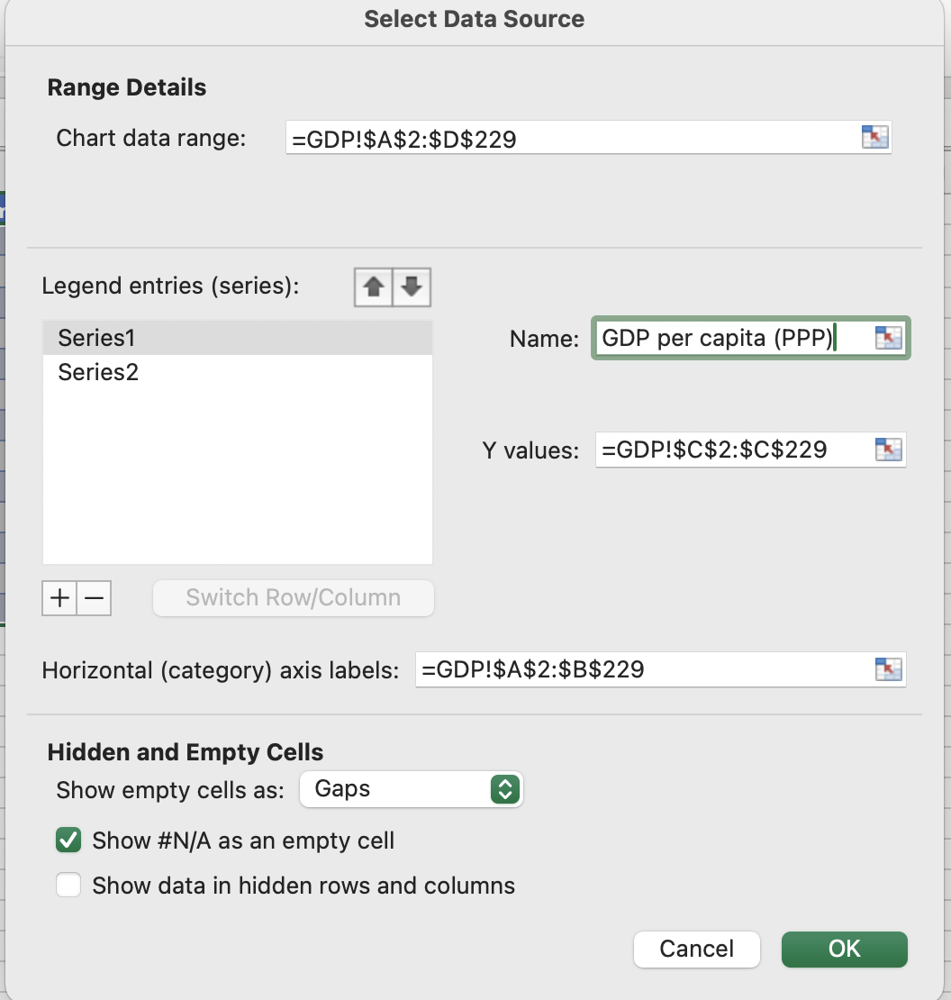 Select Data Source
Range Details
Chart data range: =GDP!$A$2:$D$229
Legend entries (series):
Series1
Series2
Name: GDP per capita (PPP)
Y values: =GDP!$C$2:$C$229
Switch Row/Column
Horizontal (category) axis labels: =GDP!$A$2:$B$229
Hidden and Empty Cells
Show empty cells as: Gaps
Show #N/A as an empty cell
Show data in hidden rows and columns
Cancel OK